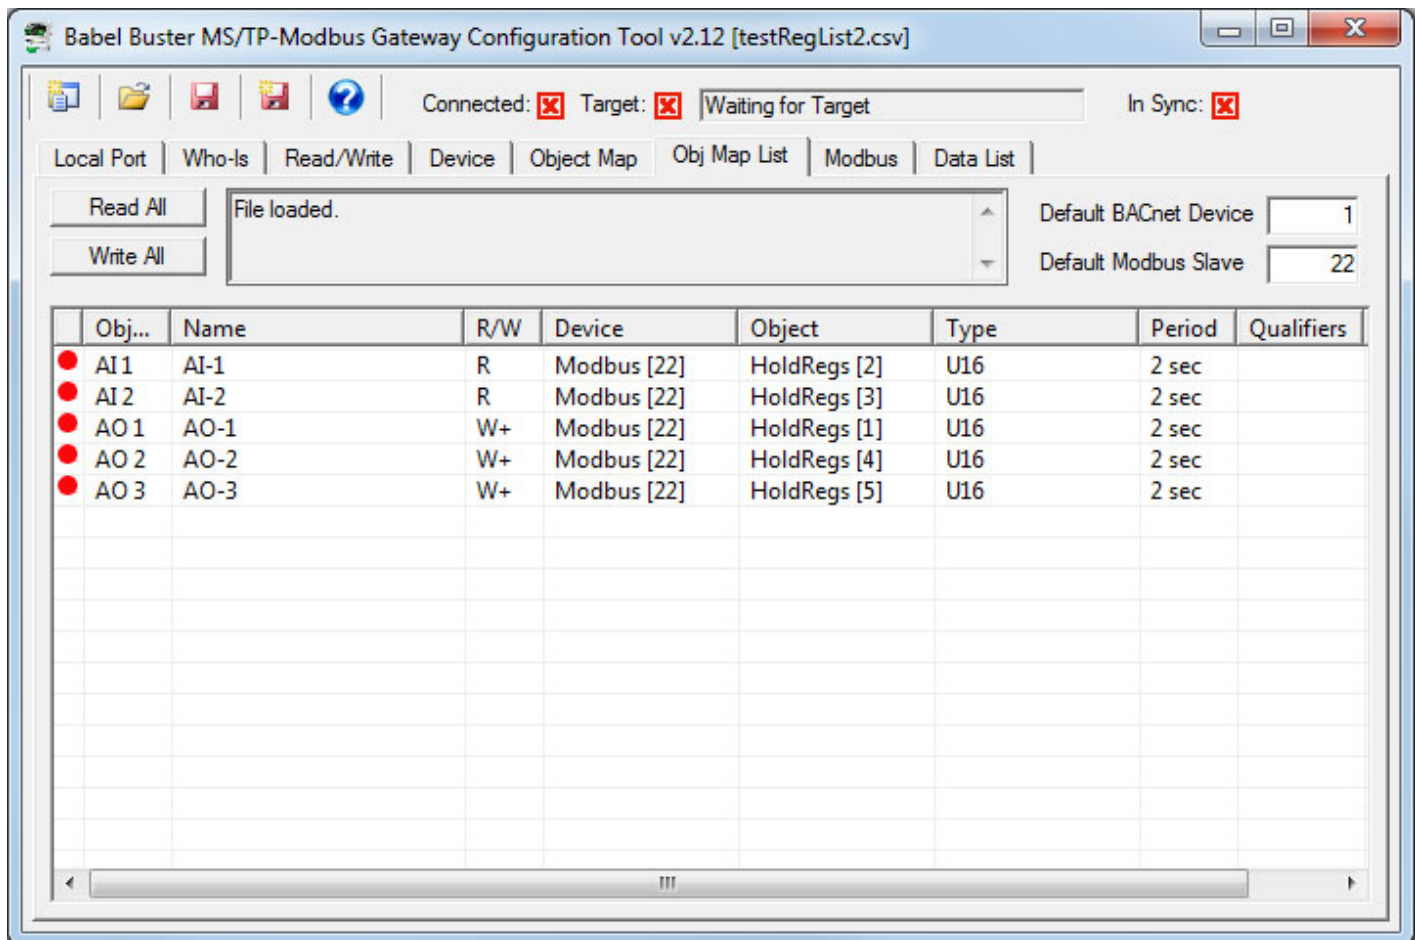 Babel Buster MS/TP-Modbus Gateway Configuration Tool v2.12 [testRegList2.csv]
Connected: Target: Waiting for Target In Sync:
Local Port Who-Is Read/Write Device Object Map Obj Map List Modbus Data List
Read All File loaded. Default BACnet Device 1
Write All Default Modbus Slave 22
Obj... Name R/W Device Object Type Period Qualifiers
AI 1 AI-1 R Modbus [22] HoldRegs [2] U16 2 sec
AI 2 AI-2 R Modbus [22] HoldRegs [3] U16 2 sec
AO 1 AO-1 W+ Modbus [22] HoldRegs [1] U16 2 sec
AO 2 AO-2 W+ Modbus [22] HoldRegs [4] U16 2 sec
AO 3 AO-3 W+ Modbus [22] HoldRegs [5] U16 2 sec